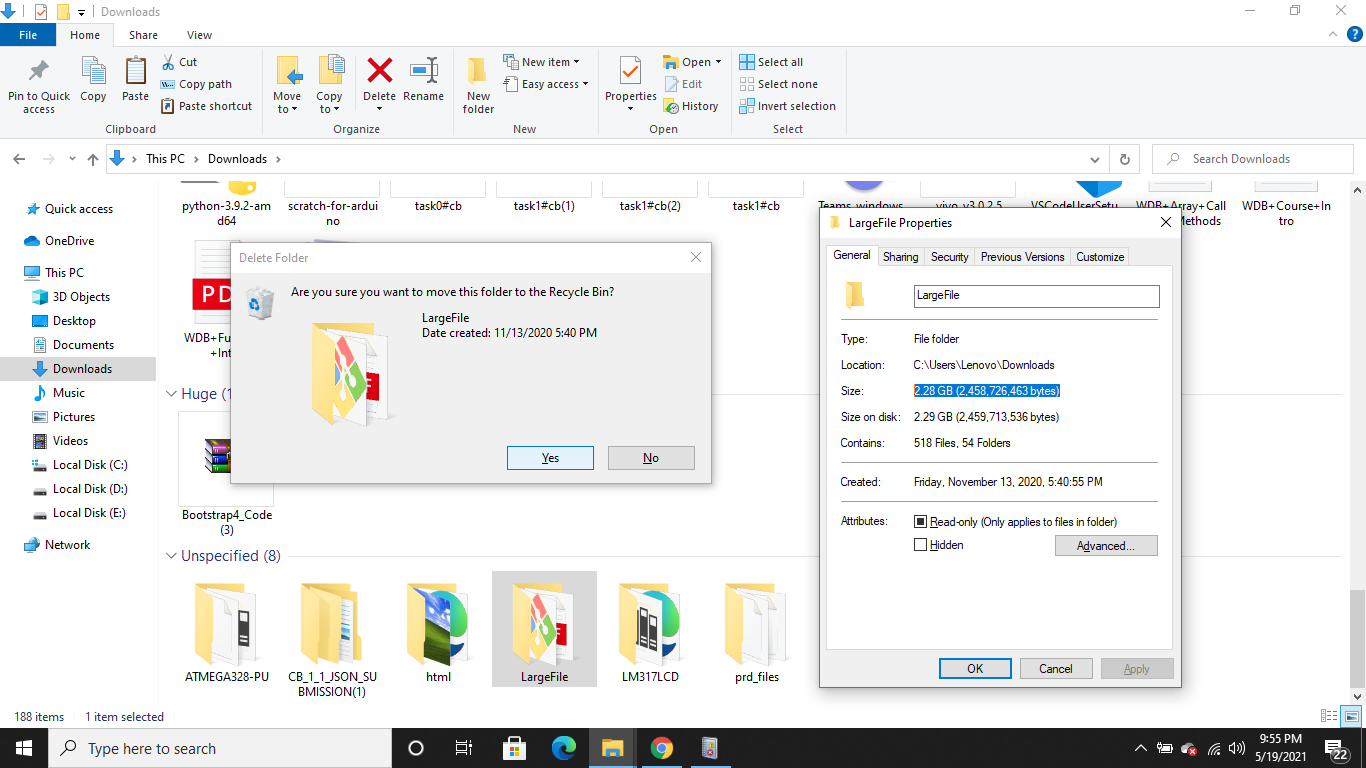 Downloads
File
Home
Share
View
Pin to Quick access
Copy
Paste
Cut
Copy path
Paste shortcut
Clipboard
Move to
Copy to
Delete
Rename
Organize
New folder
New item
Easy access
New
Properties
Open
Edit
History
Open
Select all
Select none
Invert selection
Select
This PC
Downloads
Search Downloads
Quick access
OneDrive
This PC
3D Objects
Desktop
Documents
Downloads
Music
Pictures
Videos
Local Disk (C:)
Local Disk (D:)
Local Disk (E:)
Network
python-3.9.2-am
d64
scratch-for-ardui
no
task0#cb
task1#cb(1)
task1#cb(2)
task1#cb
Teams_windows
vivo_v3.0.2.5
VSCodeUserSetu
WDB+Array+Call
Methods
WDB+Course+In
tro
PD
WDB+Fu
+Int
Delete Folder
Are you sure you want to move this folder to the Recycle Bin?
LargeFile
Date created: 11/13/2020 5:40 PM
Yes
No
Huge (1
Bootstrap4_Code
(3)
Unspecified (8)
ATMEGA328-PU
CB_1_1_JSON_SU
BMISSION(1)
html
LargeFile
LM317LCD
prd_files
LargeFile Properties
General
Sharing
Security
Previous Versions
Customize
LargeFile
Type:
File folder
Location:
C:\Users\Lenovo\Downloads
Size:
2.28 GB (2,458,726,463 bytes)
Size on disk:
2.29 GB (2,459,713,536 bytes)
Contains:
518 Files, 54 Folders
Created:
Friday, November 13, 2020, 5:40:55 PM
Attributes:
Read-only (Only applies to files in folder)
Hidden
Advanced...
OK
Cancel
Apply
188 items
1 item selected
Type here to search
9:55 PM
5/19/2021
22